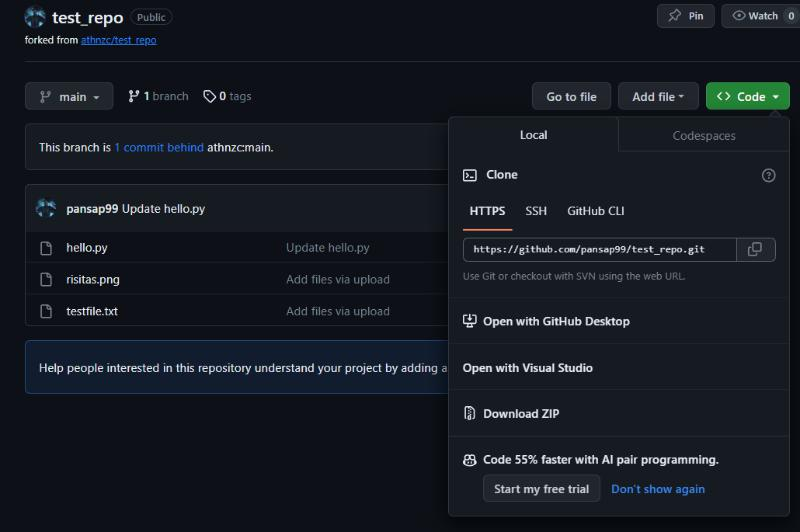 test_repo Public Pin Watch 0
forked from athnzc/test_repo
main 1 branch 0 tags Go to file Add file Code
This branch is 1 commit behind athnzc:main.
pansap99 Update hello.py
hello.py Update hello.py
risitas.png Add files via upload
testfile.txt Add files via upload
Help people interested in this repository understand your project by adding a
Local Codespaces
Clone
HTTPS SSH GitHub CLI
https://github.com/pansap99/test_repo.git
Use Git or checkout with SVN using the web URL.
Open with GitHub Desktop
Open with Visual Studio
Download ZIP
Code 55% faster with AI pair programming.
Start my free trial Don't show again